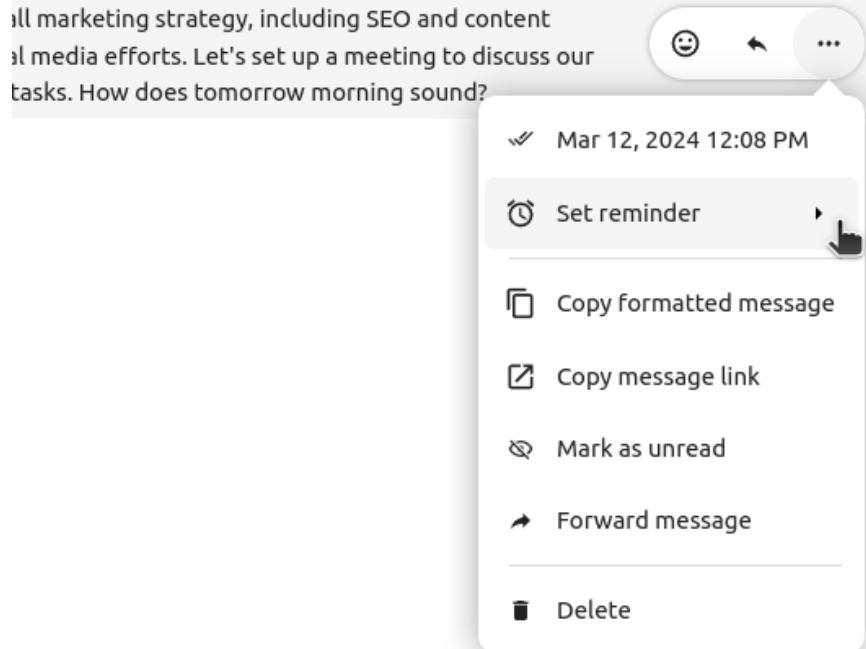 all marketing strategy, including SEO and content
al media efforts. Let's set up a meeting to discuss our
tasks. How does tomorrow morning sound?
Mar 12, 2024 12:08 PM
Set reminder
Copy formatted message
Copy message link
Mark as unread
Forward message
Delete